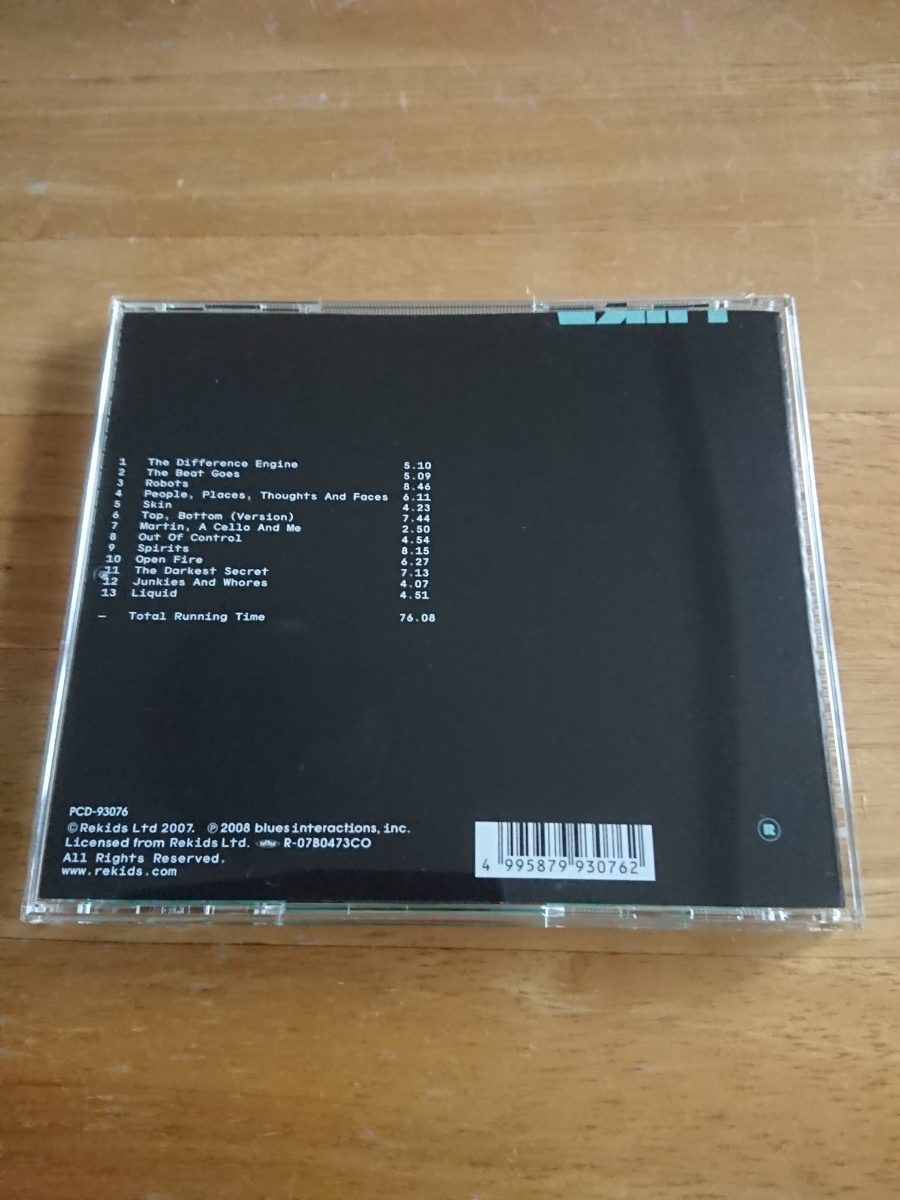 1 The Difference Engine 5.10
2 The Beat Goes 5.09
3 Robots 8.46
4 People, Places, Thoughts And Faces 6.11
5 Skin 4.23
6 Top, Bottom (Version) 7.44
7 Martin, A Cello And Me 2.50
8 Out Of Control 4.54
9 Spirits 8.15
10 Open Fire 6.27
11 The Darkest Secret 7.13
12 Junkies And Whores 4.07
13 Liquid 4.51
— Total Running Time 76.08
PCD-93076
©Rekids Ltd 2007. ℗2008 blues interactions, inc.
Licensed from Rekids Ltd. R-07B0473CO
All Rights Reserved.
www.rekids.com
4 995879 930762
R